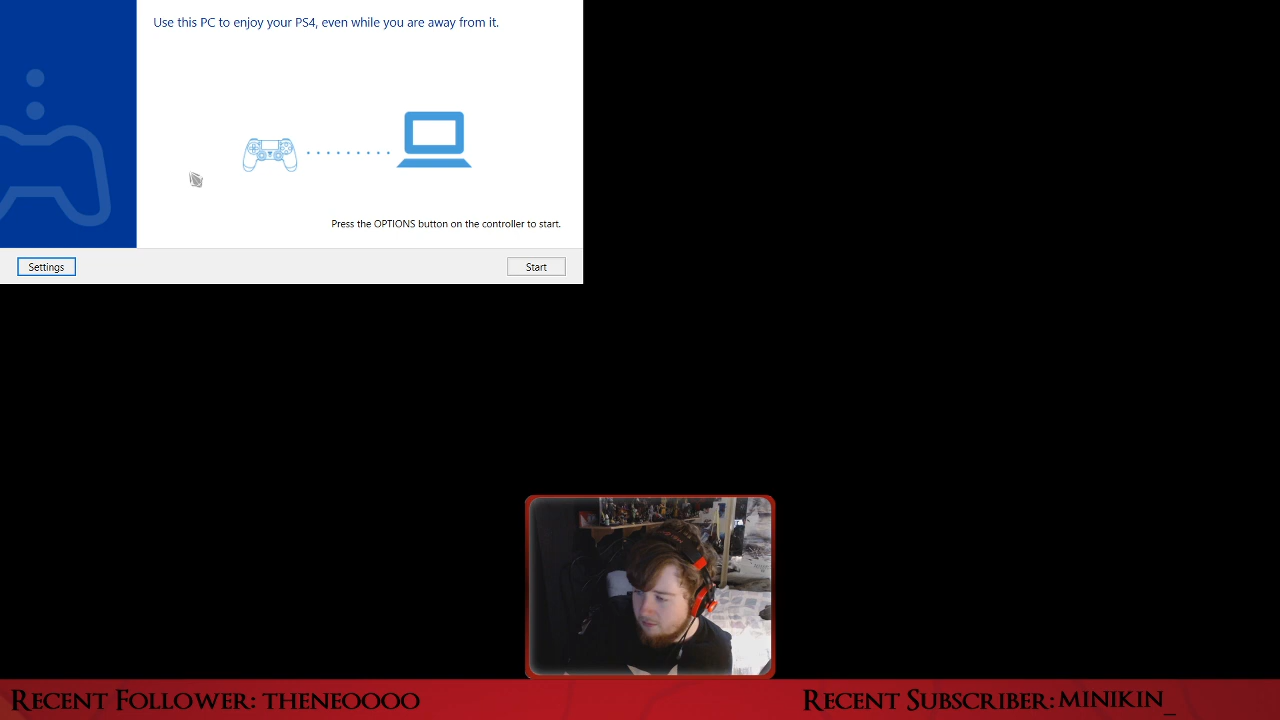 Use this PC to enjoy your PS4, even while you are away from it.
Press the OPTIONS button on the controller to start.
Settings
Start
Recent Follower: theneoooo
Recent Subscriber: minikin_